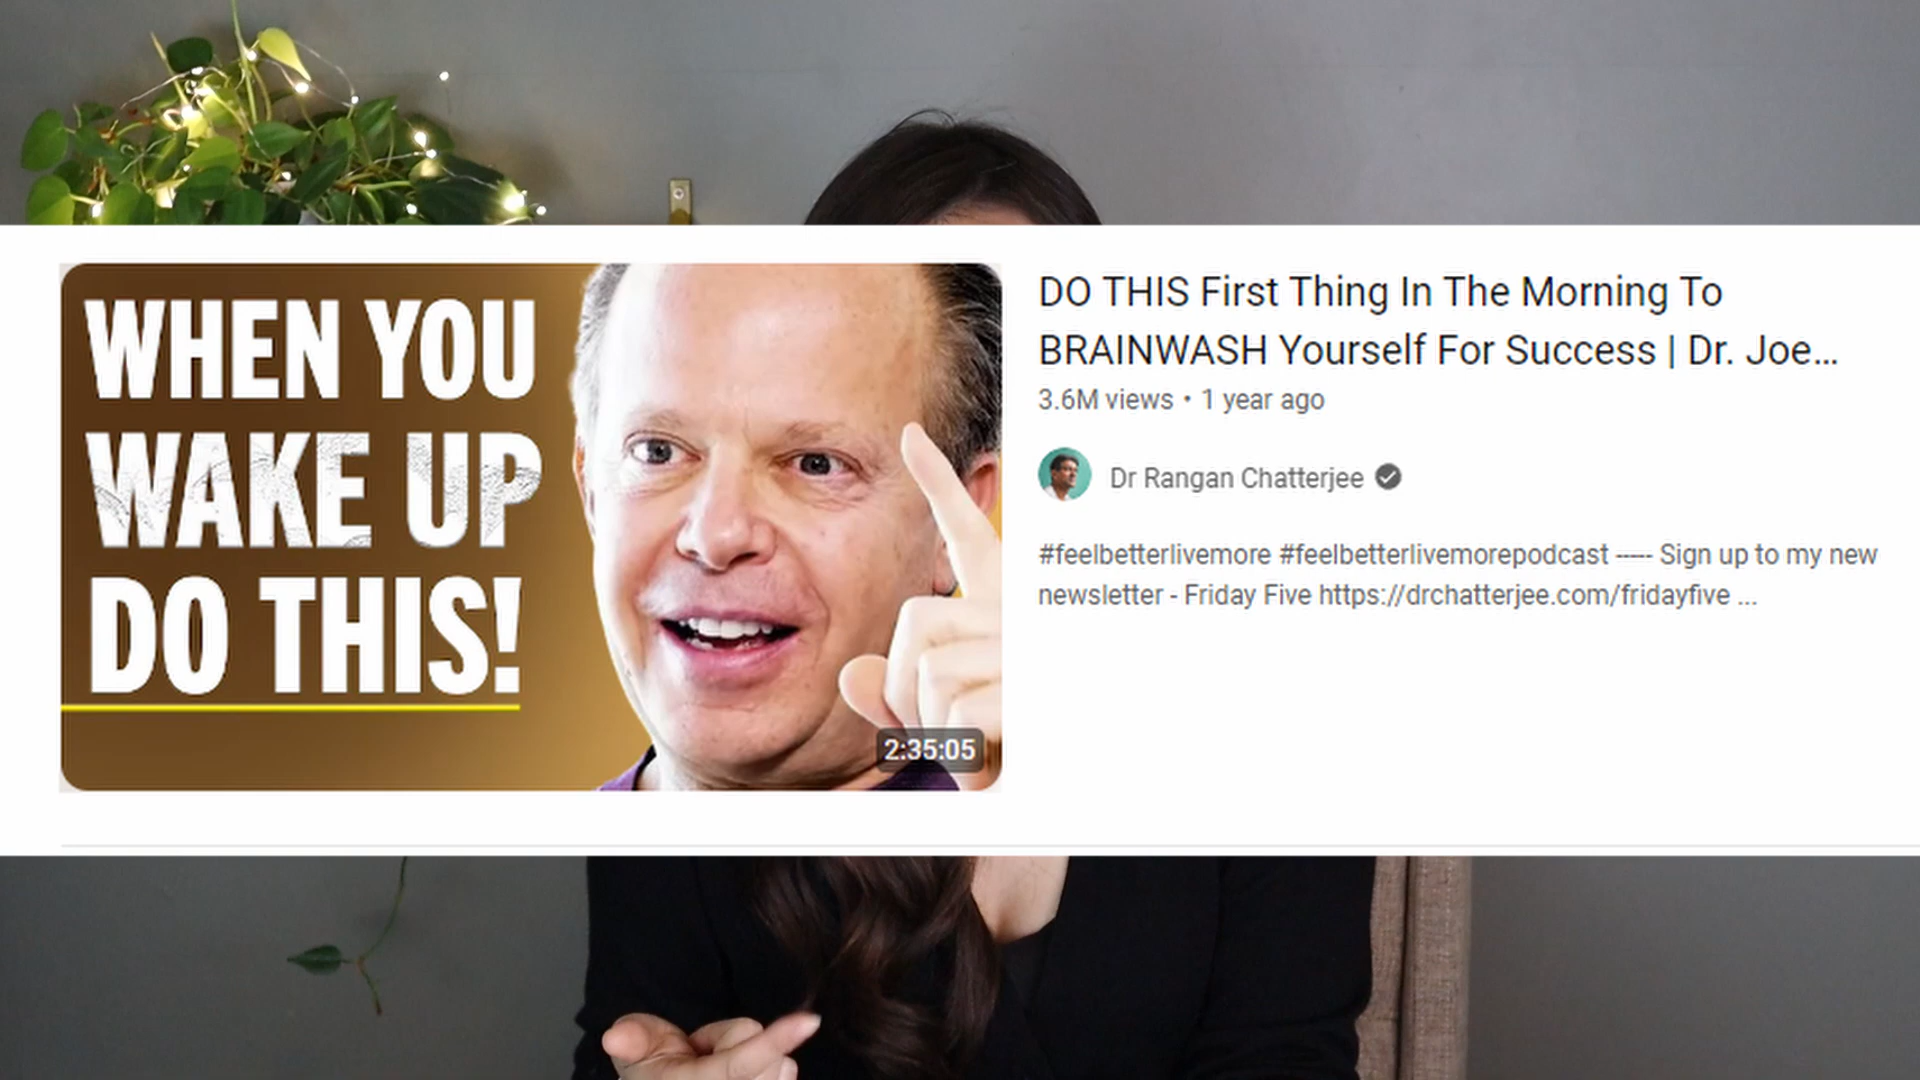 WHEN YOU
WAKE UP
DO THIS!
2:35:05
DO THIS First Thing In The Morning To
BRAINWASH Yourself For Success | Dr. Joe...
3.6M views • 1 year ago
Dr Rangan Chatterjee
#feelbetterlivemore #feelbetterlivemorepodcast ----- Sign up to my new
newsletter - Friday Five https://drchatterjee.com/fridayfive ...